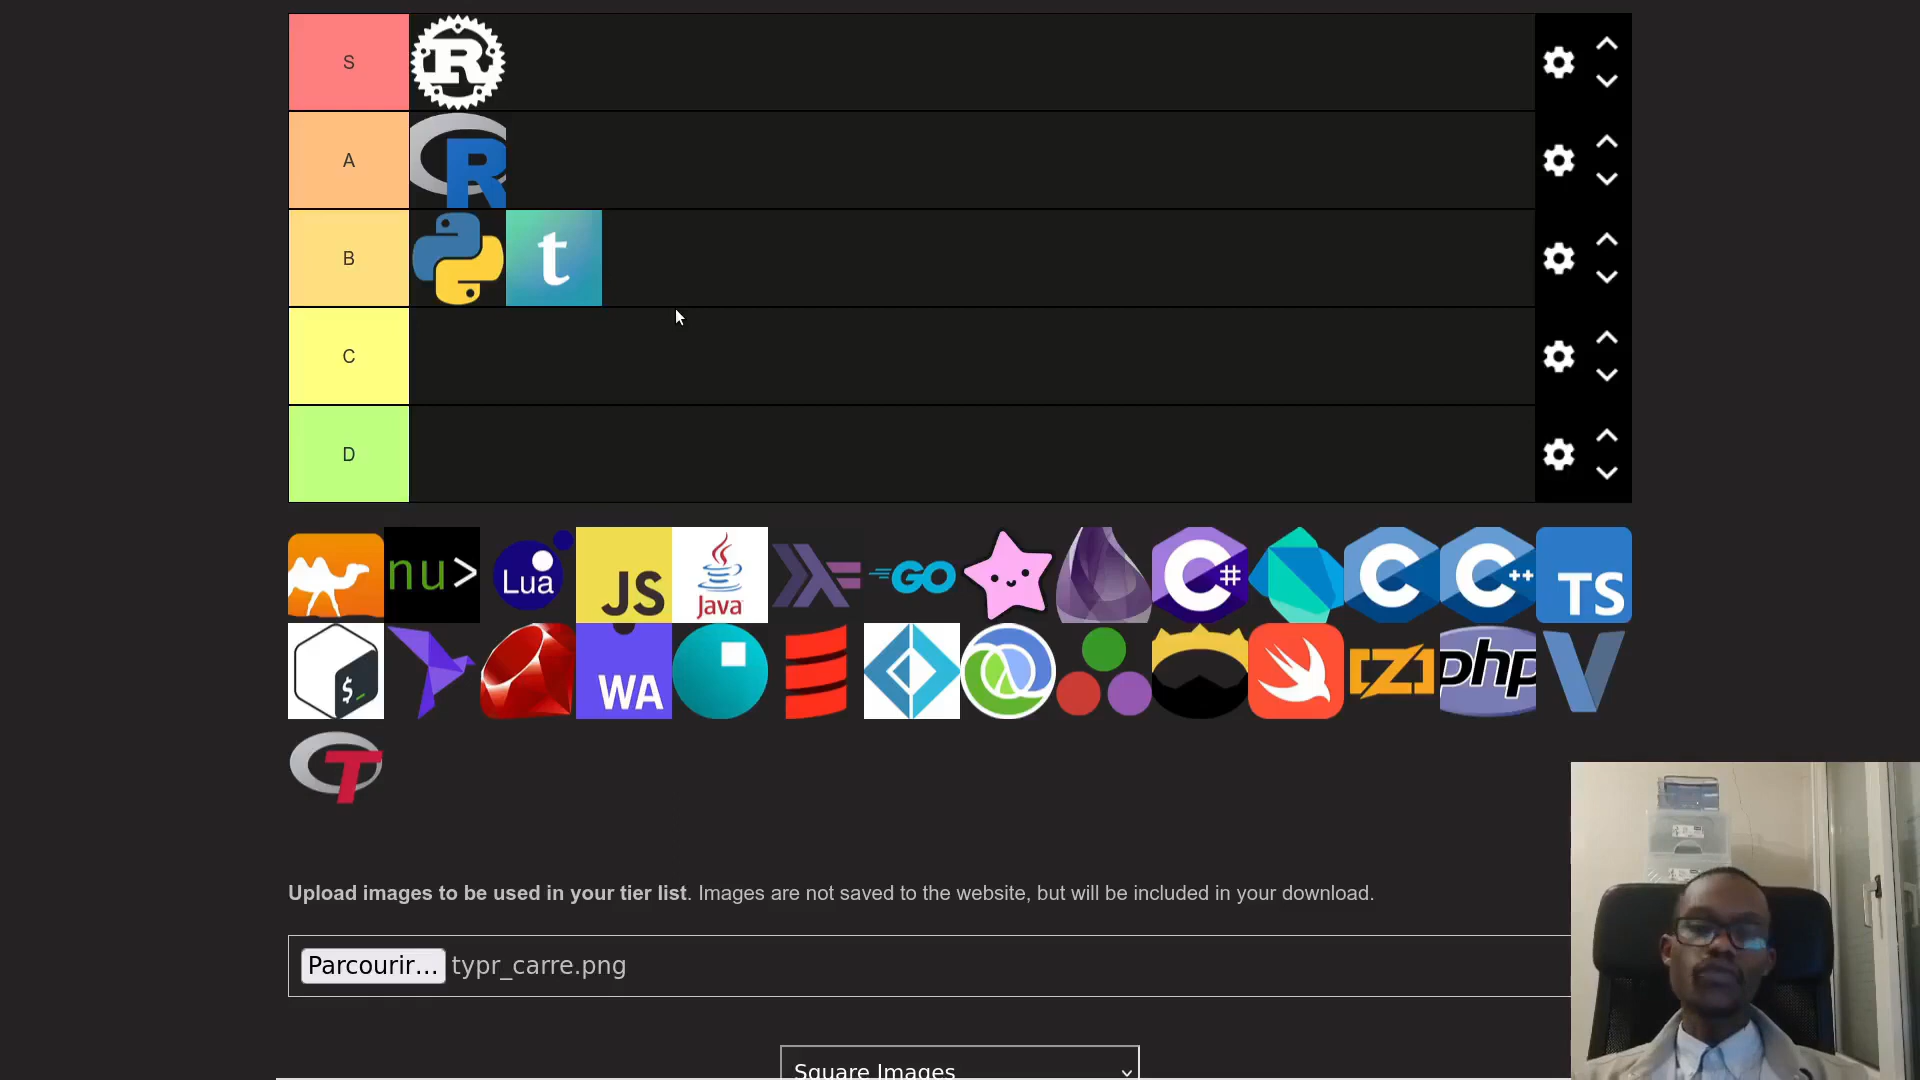 S
R
A
R
B
t
C
D
nu>
Lua
JS
Java
GO
C#
C
C++
TS
$_
WA
php
V
T
Upload images to be used in your tier list. Images are not saved to the website, but will be included in your download.
Parcourir... typr_carre.png
Square Images